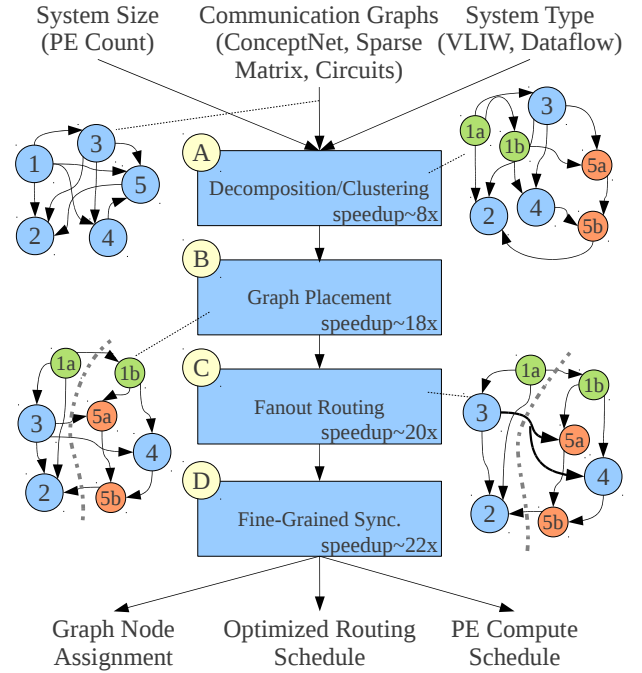 System Size
(PE Count)
Communication Graphs
(ConceptNet, Sparse
Matrix, Circuits)
System Type
(VLIW, Dataflow)
1
3
5
2
4
A
Decomposition/Clustering
speedup~8x
1a
3
1b
5a
2
4
5b
B
Graph Placement
speedup~18x
1a
1b
3
5a
4
2
5b
C
Fanout Routing
speedup~20x
1a
1b
3
5a
4
2
5b
D
Fine-Grained Sync.
speedup~22x
Graph Node
Assignment
Optimized Routing
Schedule
PE Compute
Schedule